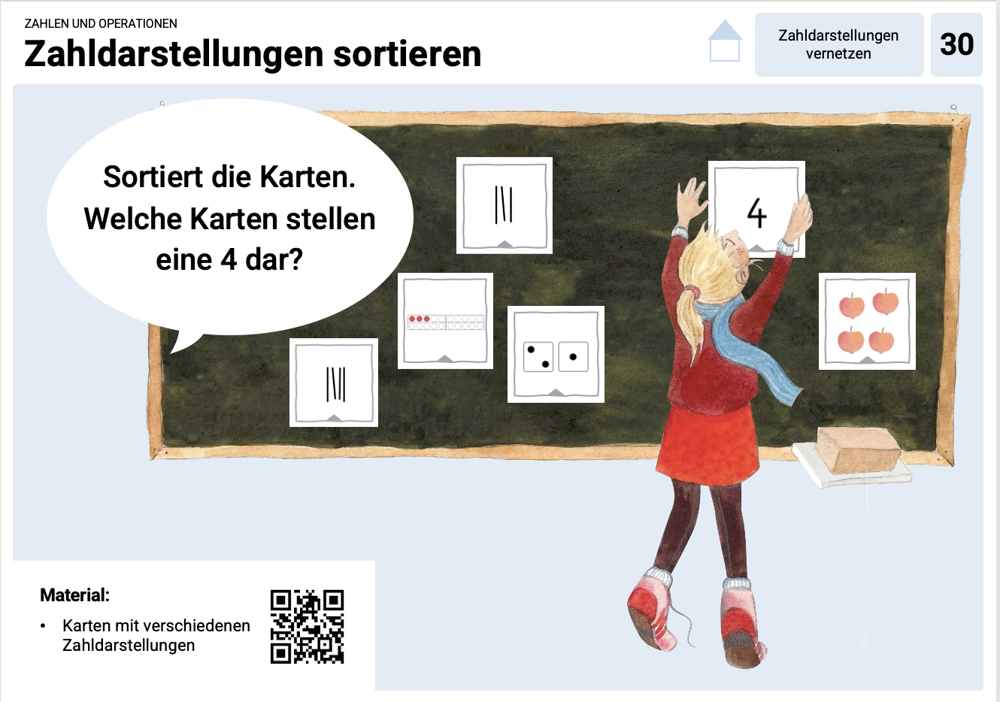 ZAHLEN UND OPERATIONEN
Zahldarstellungen sortieren
Zahldarstellungen
vernetzen
30
Sortiert die Karten.
Welche Karten stellen
eine 4 dar?
4
Material:
• Karten mit verschiedenen
Zahldarstellungen